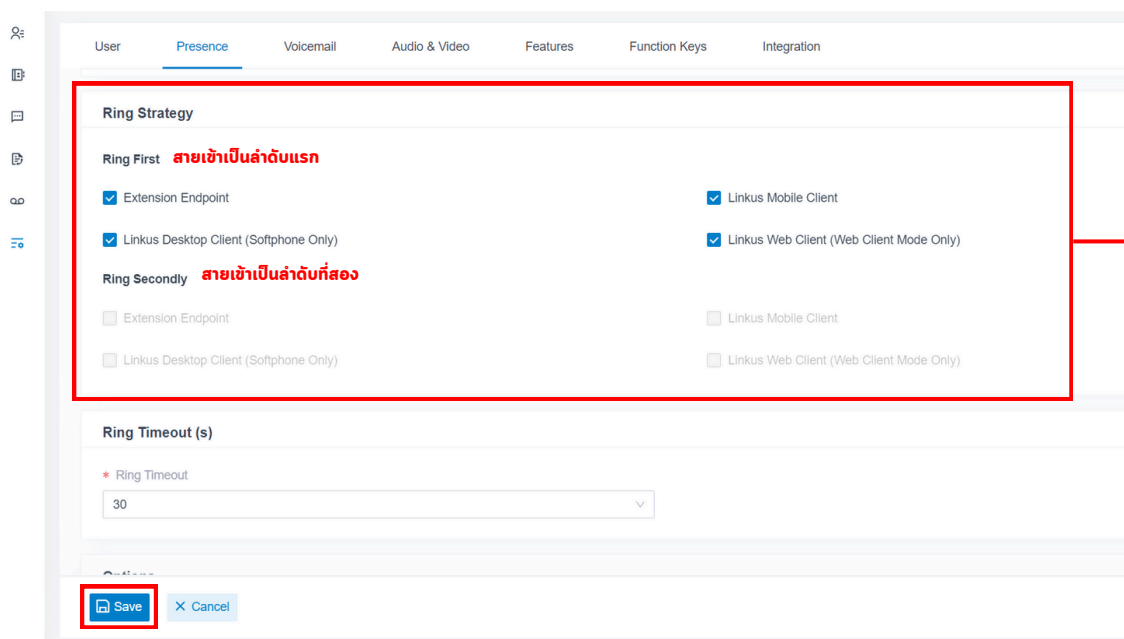 User Presence Voicemail Audio & Video Features Function Keys Integration
Ring Strategy
Ring First สายเข้าเป็นลำดับแรก
Extension Endpoint Linkus Mobile Client
Linkus Desktop Client (Softphone Only) Linkus Web Client (Web Client Mode Only)
Ring Secondly สายเข้าเป็นลำดับที่สอง
Extension Endpoint Linkus Mobile Client
Linkus Desktop Client (Softphone Only) Linkus Web Client (Web Client Mode Only)
Ring Timeout (s)
* Ring Timeout
30
Options
Save Cancel